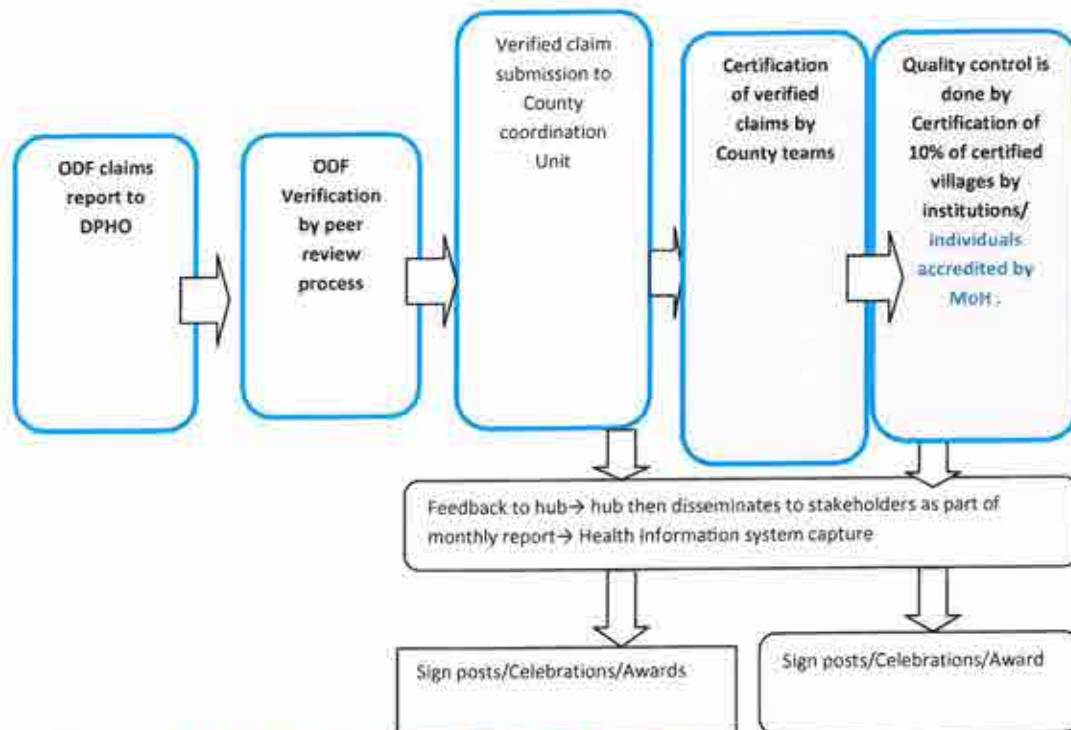 ODF claims
report to
DPHO
ODF
Verification
by peer
review
process
Verified claim
submission to
County
coordination
Unit
Certification
of verified
claims by
County teams
Quality control is
done by
Certification of
10% of certified
villages by
institutions/
individuals
accredited by
MoH .
Feedback to hub→ hub then disseminates to stakeholders as part of
monthly report→ Health information system capture
Sign posts/Celebrations/Awards
Sign posts/Celebrations/Award